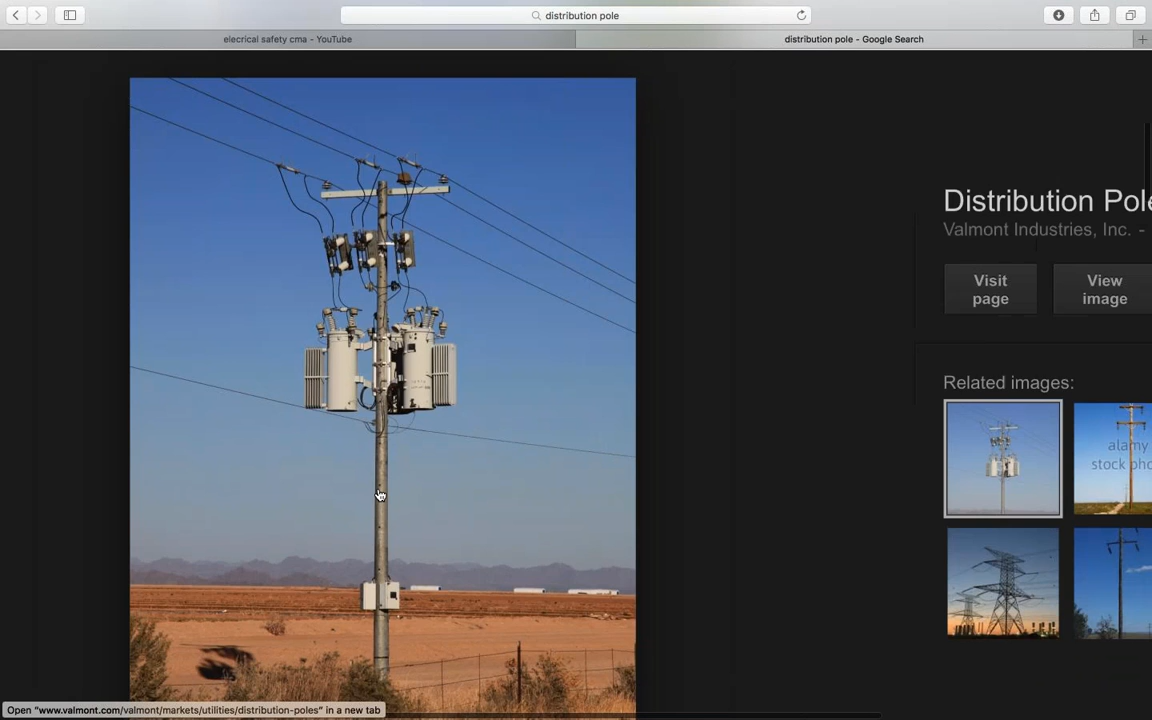 distribution pole
elecrical safety cma - YouTube
distribution pole - Google Search
Distribution Pole
Valmont Industries, Inc. -
Visit page
View image
Related images:
alamy
stock pho
Open "www.valmont.com/valmont/markets/utilities/distribution-poles" in a new tab